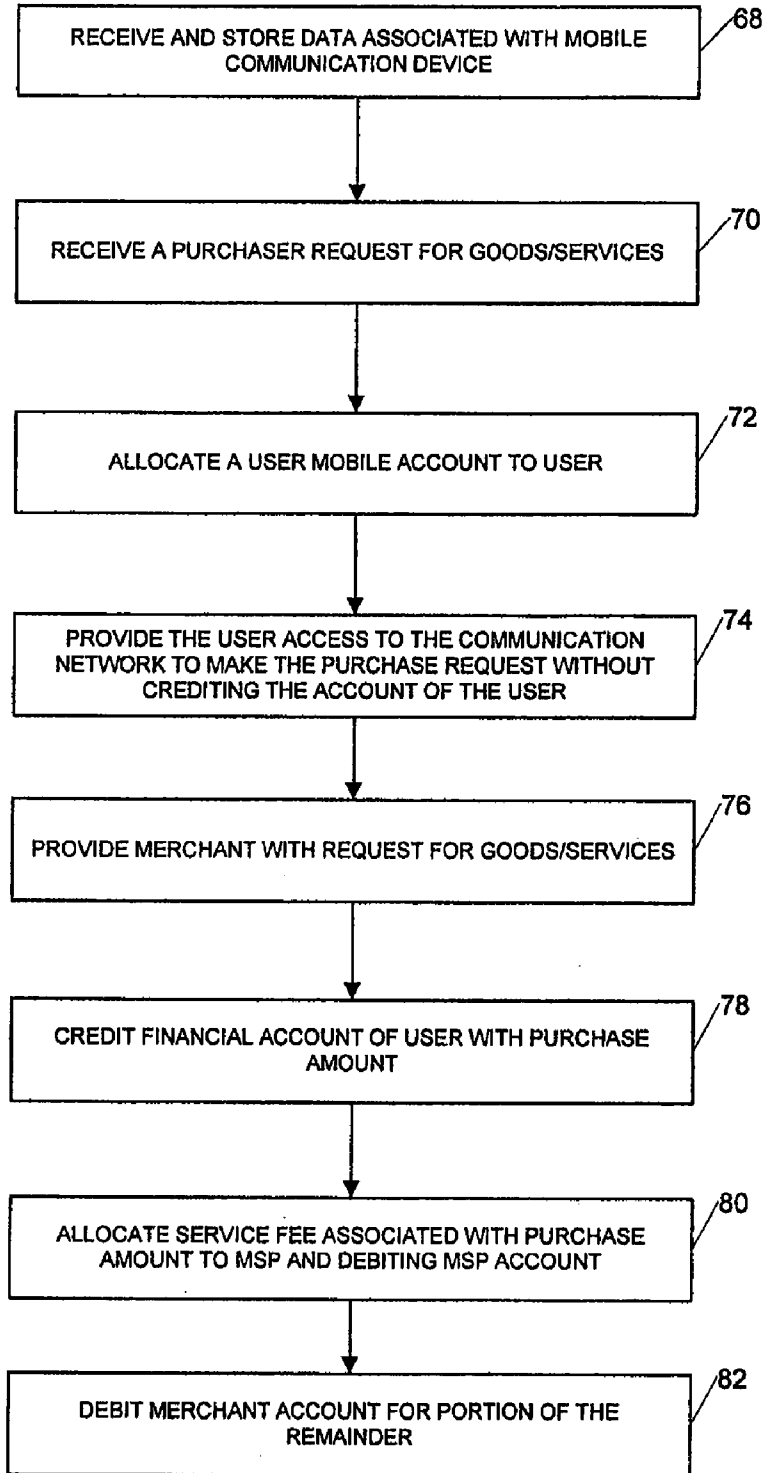 RECEIVE AND STORE DATA ASSOCIATED WITH MOBILE
COMMUNICATION DEVICE
68
RECEIVE A PURCHASER REQUEST FOR GOODS/SERVICES
70
ALLOCATE A USER MOBILE ACCOUNT TO USER
72
PROVIDE THE USER ACCESS TO THE COMMUNICATION
NETWORK TO MAKE THE PURCHASE REQUEST WITHOUT
CREDITING THE ACCOUNT OF THE USER
74
PROVIDE MERCHANT WITH REQUEST FOR GOODS/SERVICES
76
CREDIT FINANCIAL ACCOUNT OF USER WITH PURCHASE
AMOUNT
78
ALLOCATE SERVICE FEE ASSOCIATED WITH PURCHASE
AMOUNT TO MSP AND DEBITING MSP ACCOUNT
80
DEBIT MERCHANT ACCOUNT FOR PORTION OF THE
REMAINDER
82